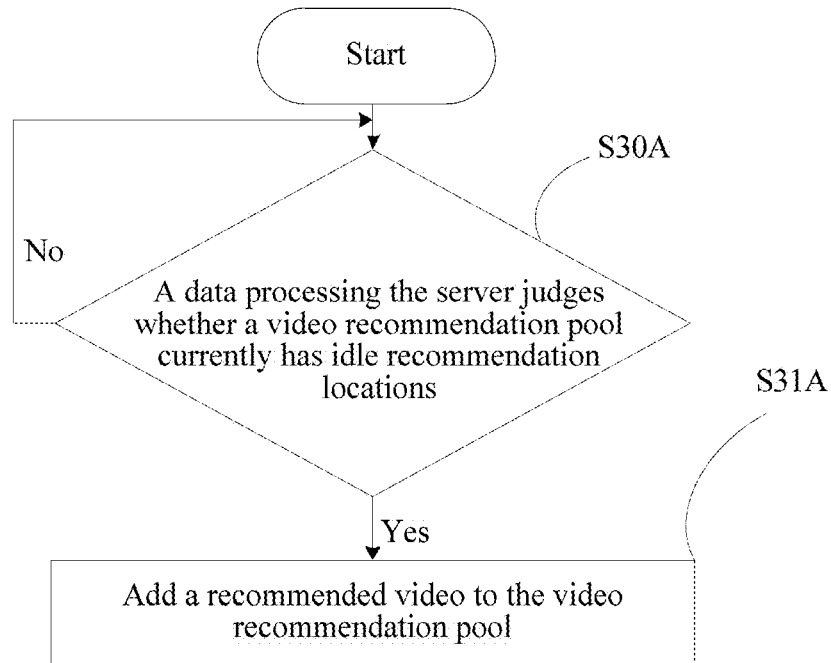 Start
S30A
No
A data processing the server judges
whether a video recommendation pool
currently has idle recommendation
locations
S31A
Yes
Add a recommended video to the video
recommendation pool